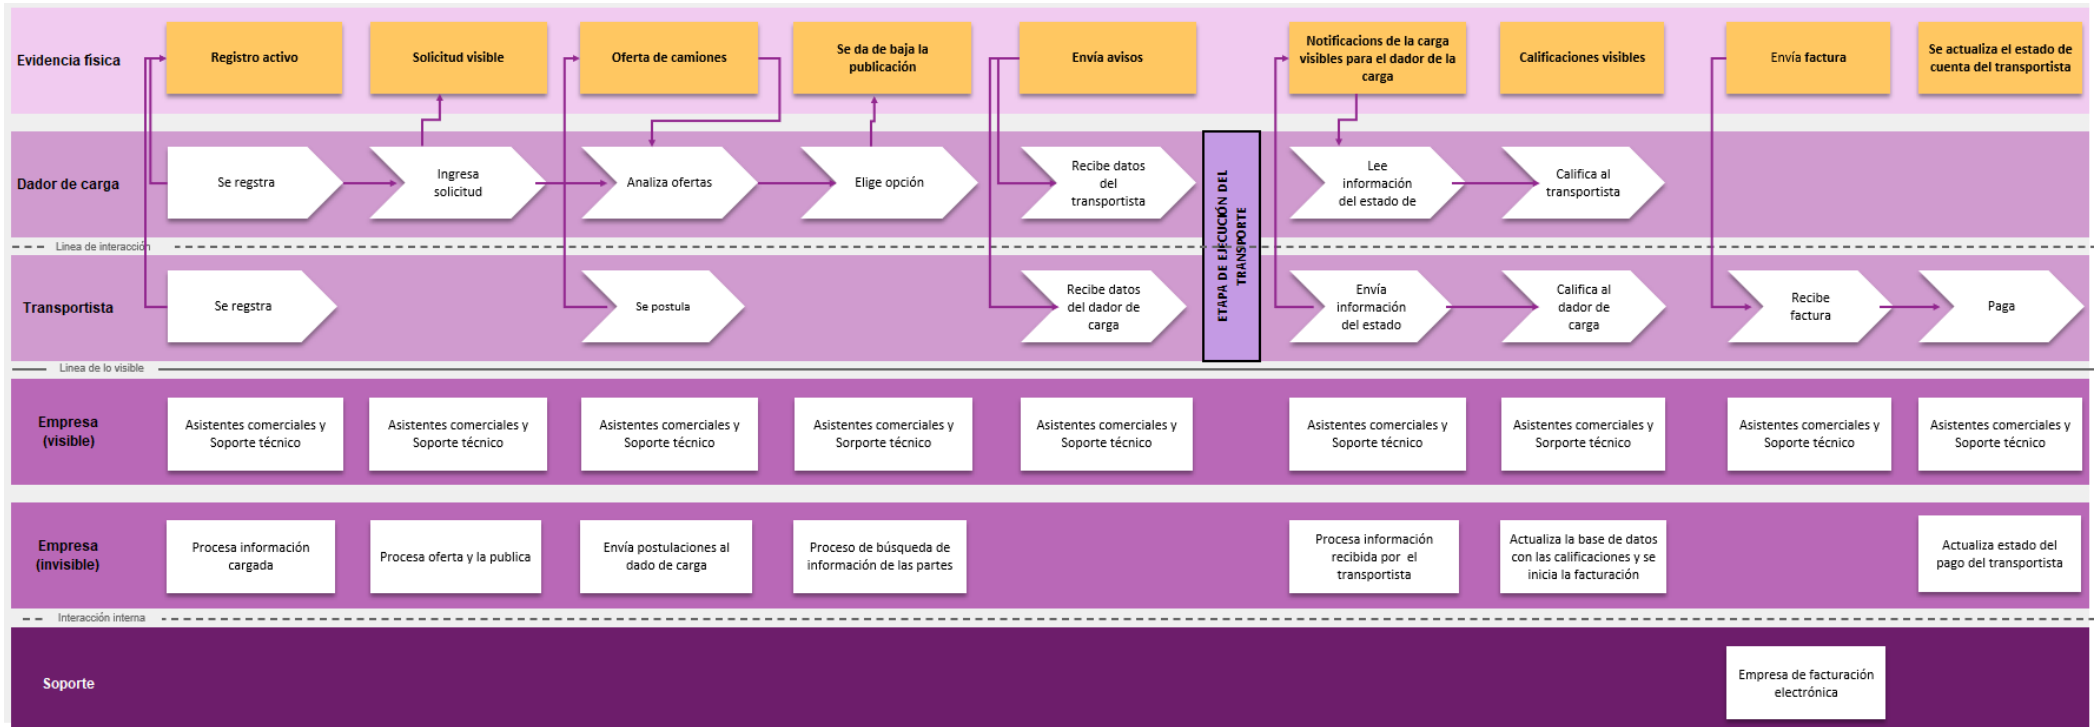 Evidencia física
Registro activo
Solicitud visible
Oferta de camiones
Se da de baja la
publicación
Envía avisos
Notificacions de la carga
visibles para el dador de la
carga
Calificaciones visibles
Envía factura
Se actualiza el estado de
cuenta del transportista
Dador de carga
Se regstra
Ingresa
solicitud
Analiza ofertas
Elige opción
Recibe datos
del
transportista
ETAPA DE EJECUCIÓN DEL
TRANSPORTE
Lee
información
del estado de
Califica al
transportista
Linea de interacción
Transportista
Se regstra
Se postula
Recibe datos
del dador de
carga
Envía
información
del estado
Califica al
dador de
carga
Recibe
factura
Paga
Linea de lo visible
Empresa
(visible)
Asistentes comerciales y
Soporte técnico
Asistentes comerciales y
Soporte técnico
Asistentes comerciales y
Soporte técnico
Asistentes comerciales y
Sorporte técnico
Asistentes comerciales y
Soporte técnico
Asistentes comerciales y
Soporte técnico
Asistentes comerciales y
Sorporte técnico
Asistentes comerciales y
Soporte técnico
Asistentes comerciales y
Soporte técnico
Empresa
(invisible)
Procesa información
cargada
Procesa oferta y la publica
Envía postulaciones al
dado de carga
Proceso de búsqueda de
información de las partes
Procesa información
recibida por el
transportista
Actualiza la base de datos
con las calificaciones y se
inicia la facturación
Actualiza estado del
pago del transportista
Interacción interna
Soporte
Empresa de facturación
electrónica